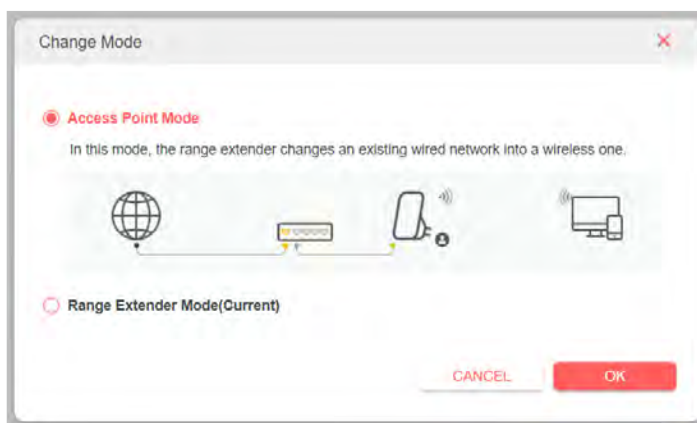 Change Mode
Access Point Mode
In this mode, the range extender changes an existing wired network into a wireless one.
Range Extender Mode(Current)
CANCEL
OK